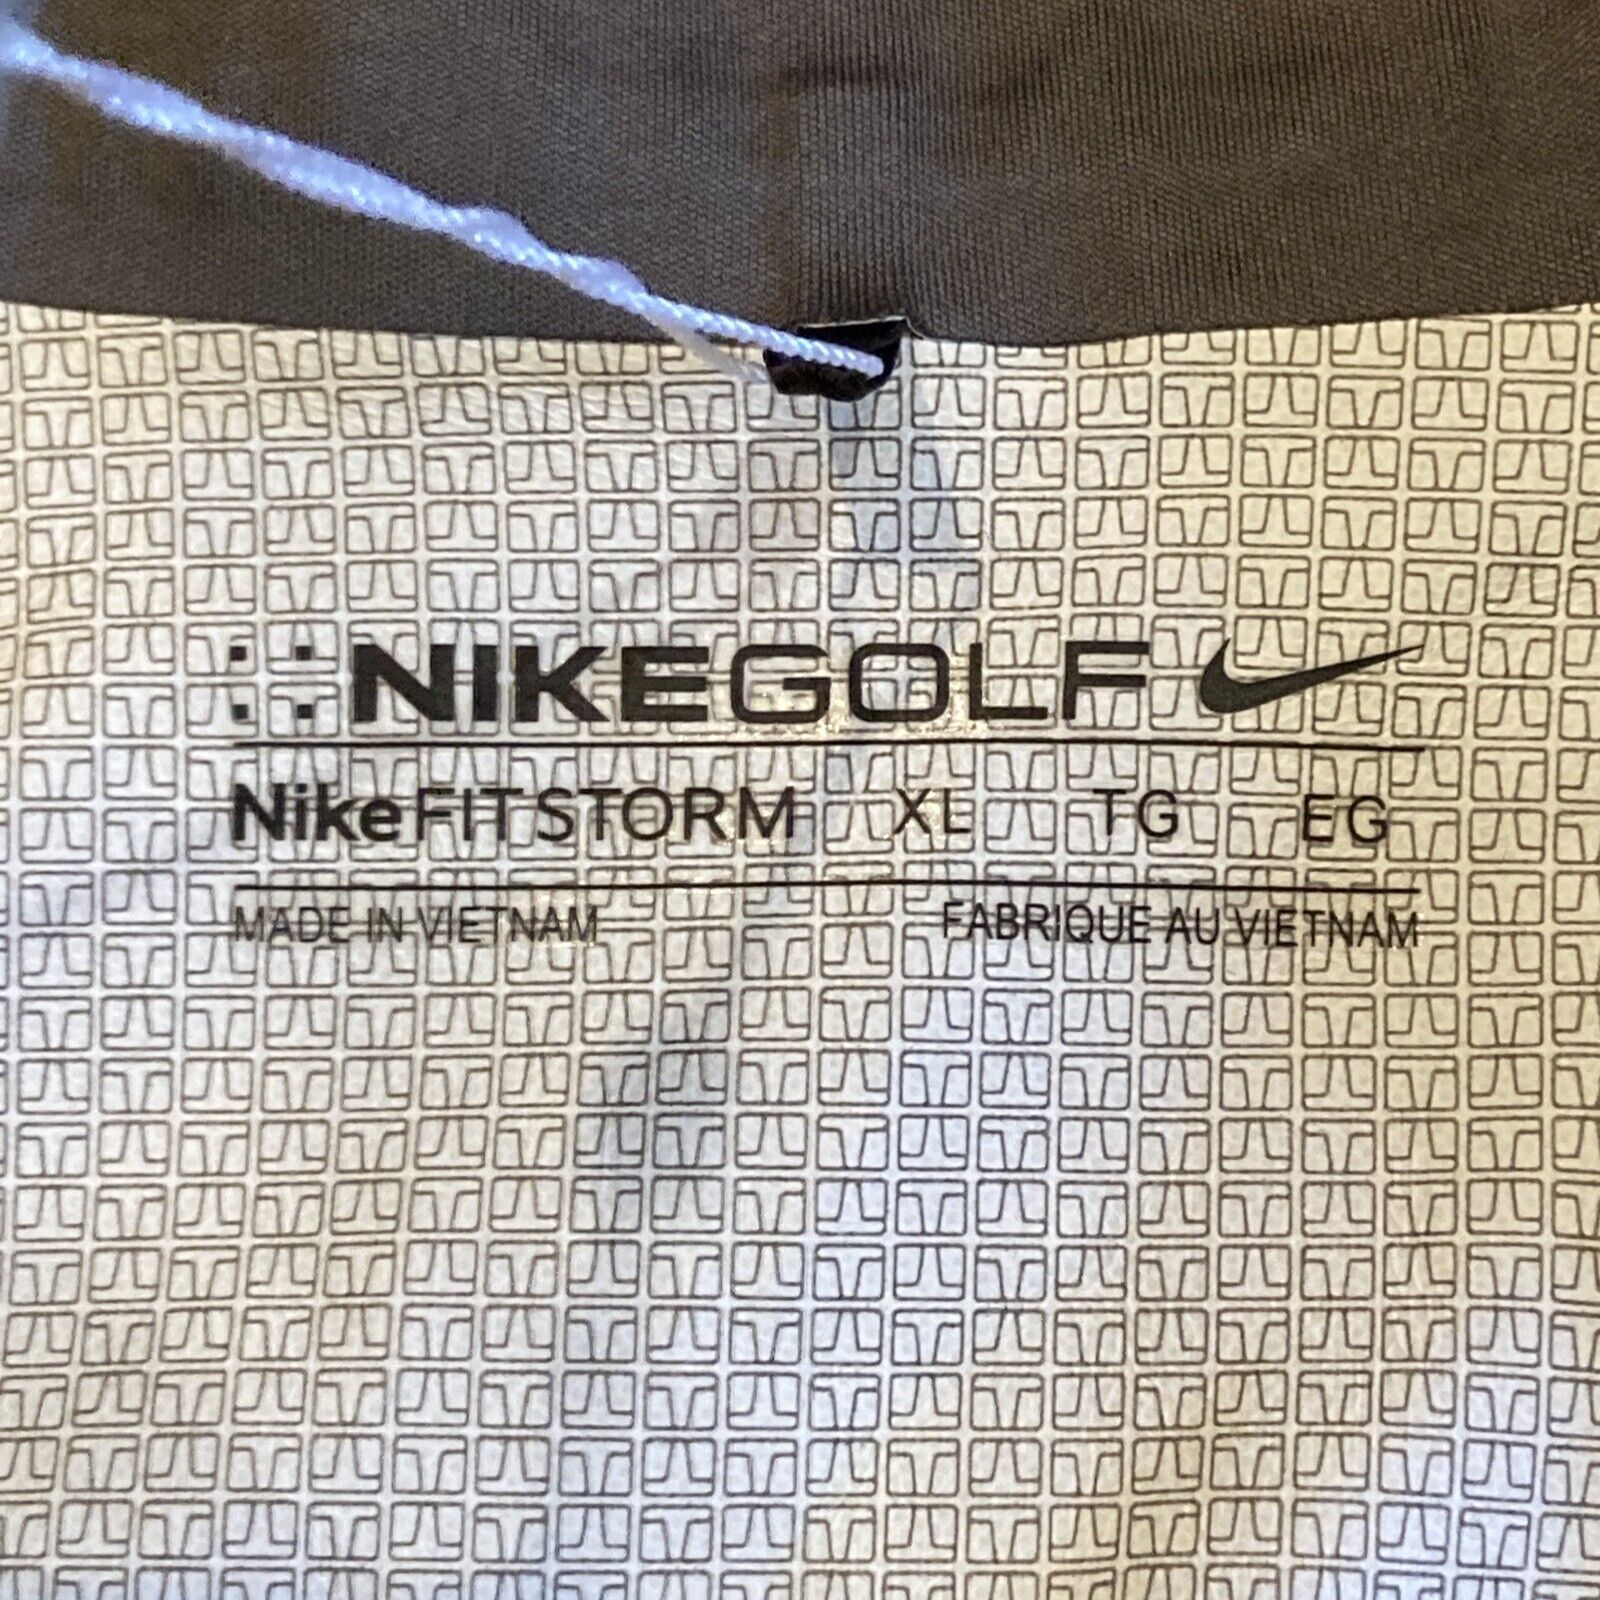 NIKEGOLF
NikeFITSTORM XL TG EG
MADE IN VIETNAM FABRIQUE AU VIETNAM